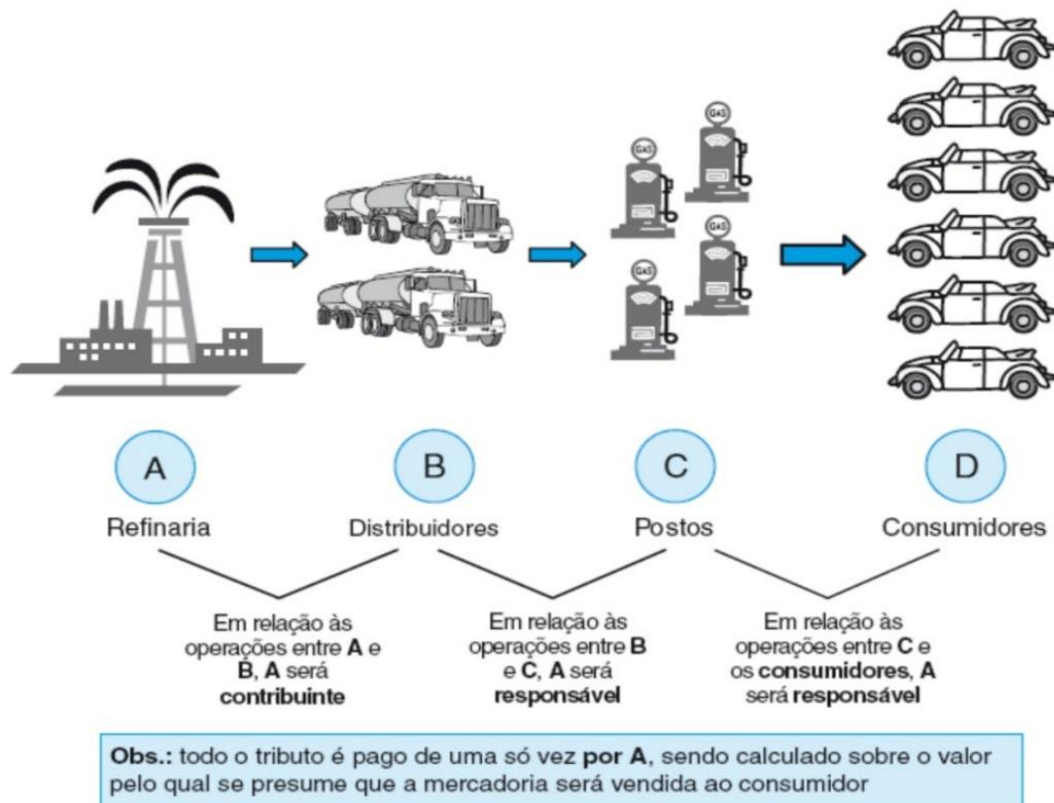 GAS
GAS
GAS
GAS
A
B
C
D
Refinaria
Distribuidores
Postos
Consumidores
Em relação às
operações entre A e
B, A será
contribuinte
Em relação às
operações entre B
e C, A será
responsável
Em relação às
operações entre C e
os consumidores, A
será responsável
Obs.: todo o tributo é pago de uma só vez por A, sendo calculado sobre o valor
pelo qual se presume que a mercadoria será vendida ao consumidor